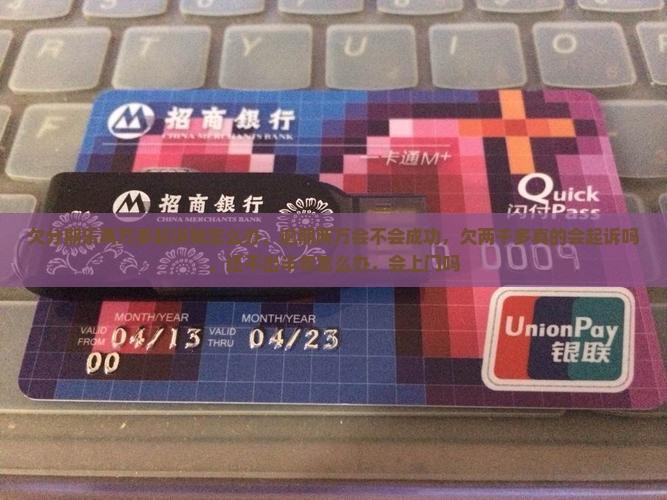 R T Y U I O P
招商银行
CHINA MERCHANTS BANK
一卡通M+
招商银行
CHINA MERCHANTS BANK
Quick
闪付Pass
会不会成功，欠两千多真的会起诉吗
怎么办，会上门吗
0009
MONTH/YEAR MONTH/YEAR
VALID FROM 04/13 VALID THRU 04/23
00
UnionPay
银联